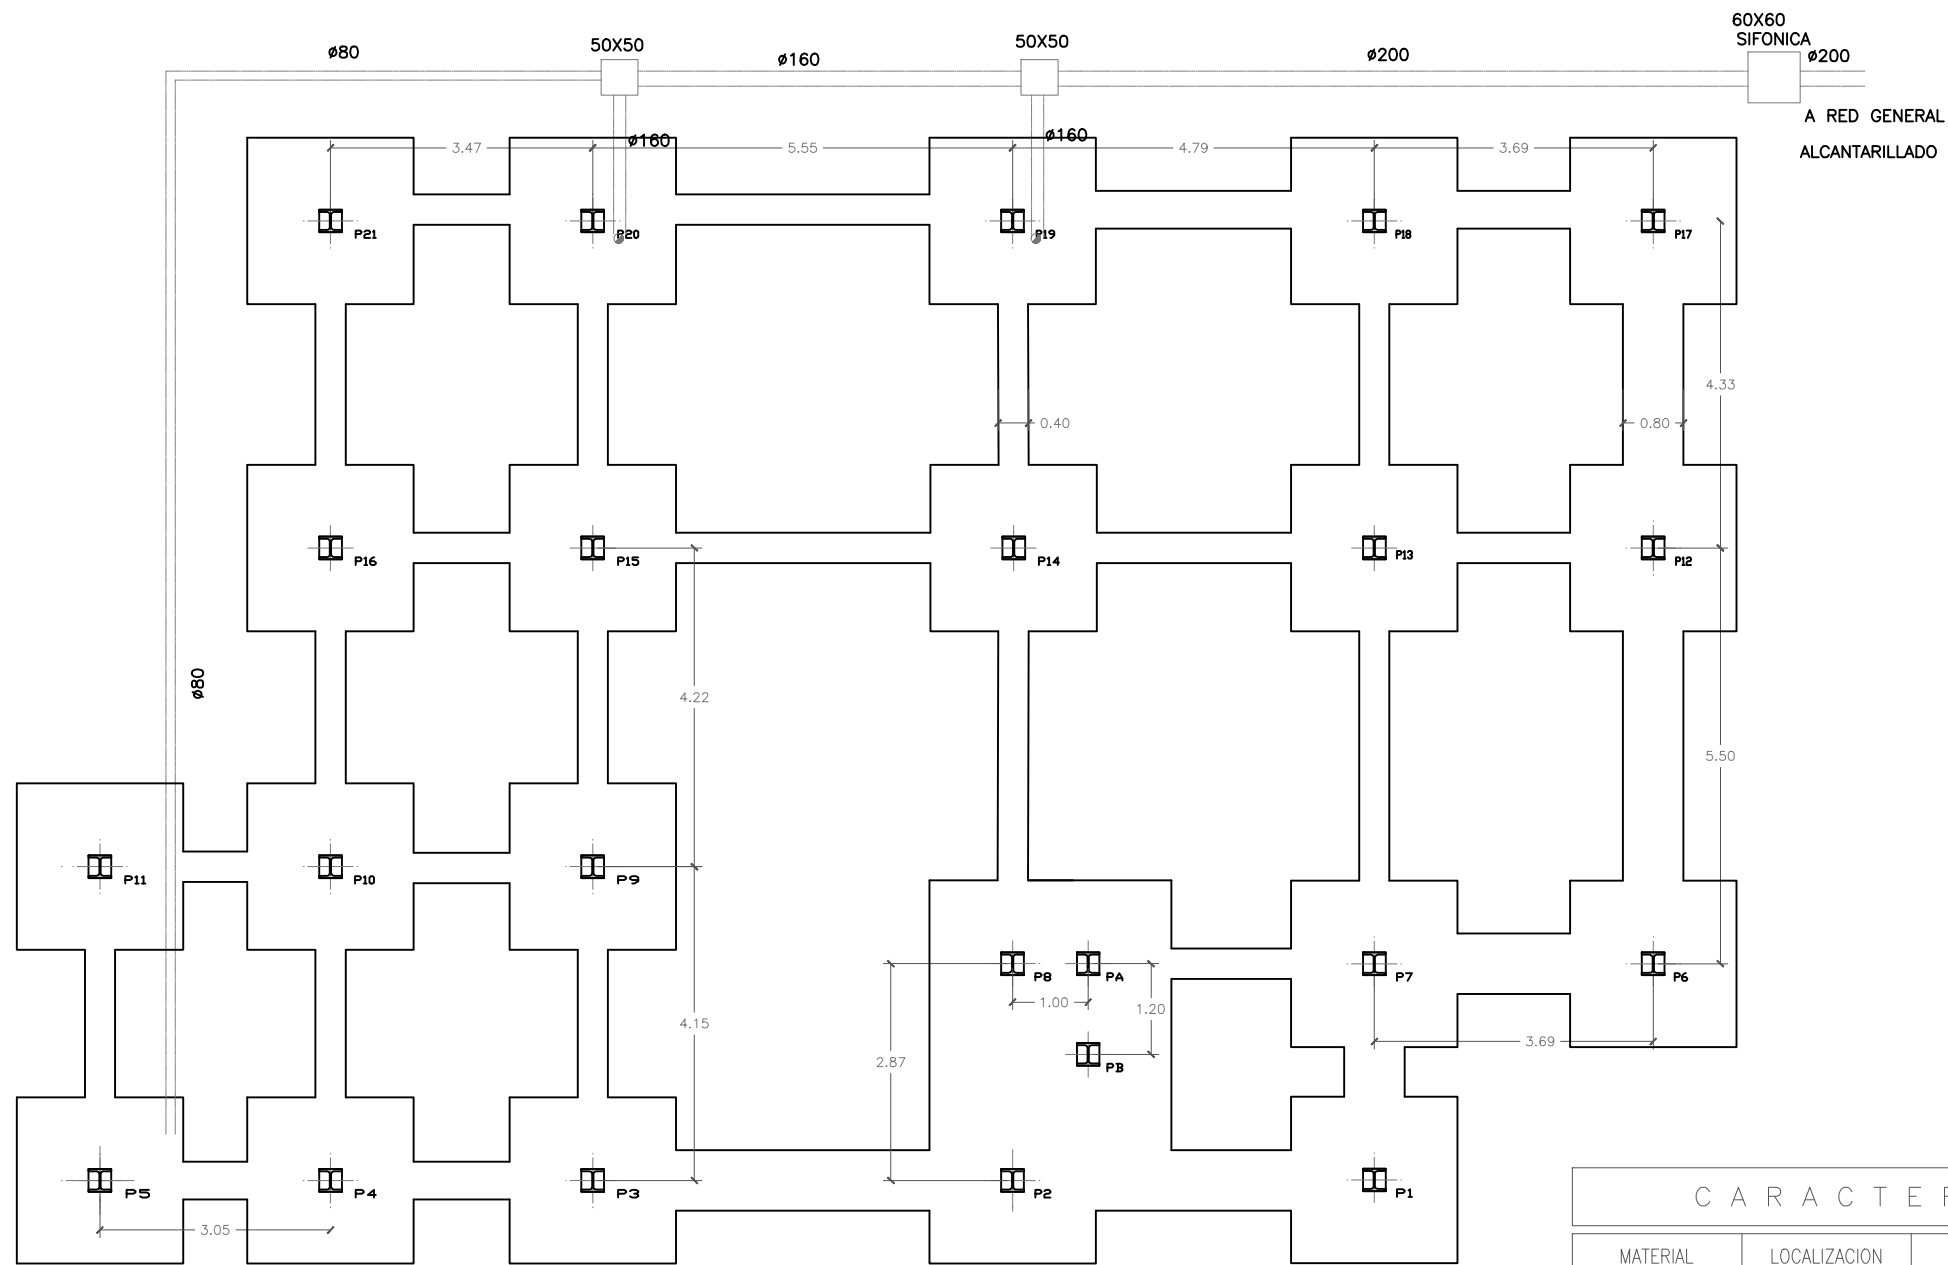 60X60
SIFONICA
50X50
50X50
ø80
ø160
ø200
ø200
A RED GENERAL
ALCANTARILLADO
ø160
ø160
3.47
5.55
4.79
3.69
P21
P20
P19
P18
P17
4.33
0.40
0.80
P16
P15
P14
P13
P12
ø80
4.22
5.50
P11
P10
P9
P8
PA
P7
P6
1.00
1.20
4.15
3.69
2.87
PB
P5
P4
P3
P2
P1
3.05
CARACTE
MATERIAL
LOCALIZACION